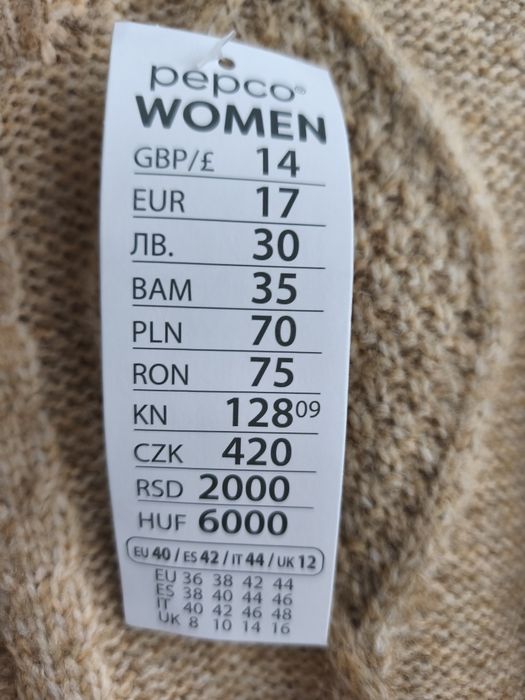 pepco®
WOMEN
GBP/£ 14
EUR 17
ЛВ. 30
BAM 35
PLN 70
RON 75
KN 128 09
CZK 420
RSD 2000
HUF 6000
EU 40 / ES 42 / IT 44 / UK 12
EU 36 38 42 44
ES 38 40 44 46
IT 40 42 46 48
UK 8 10 14 16